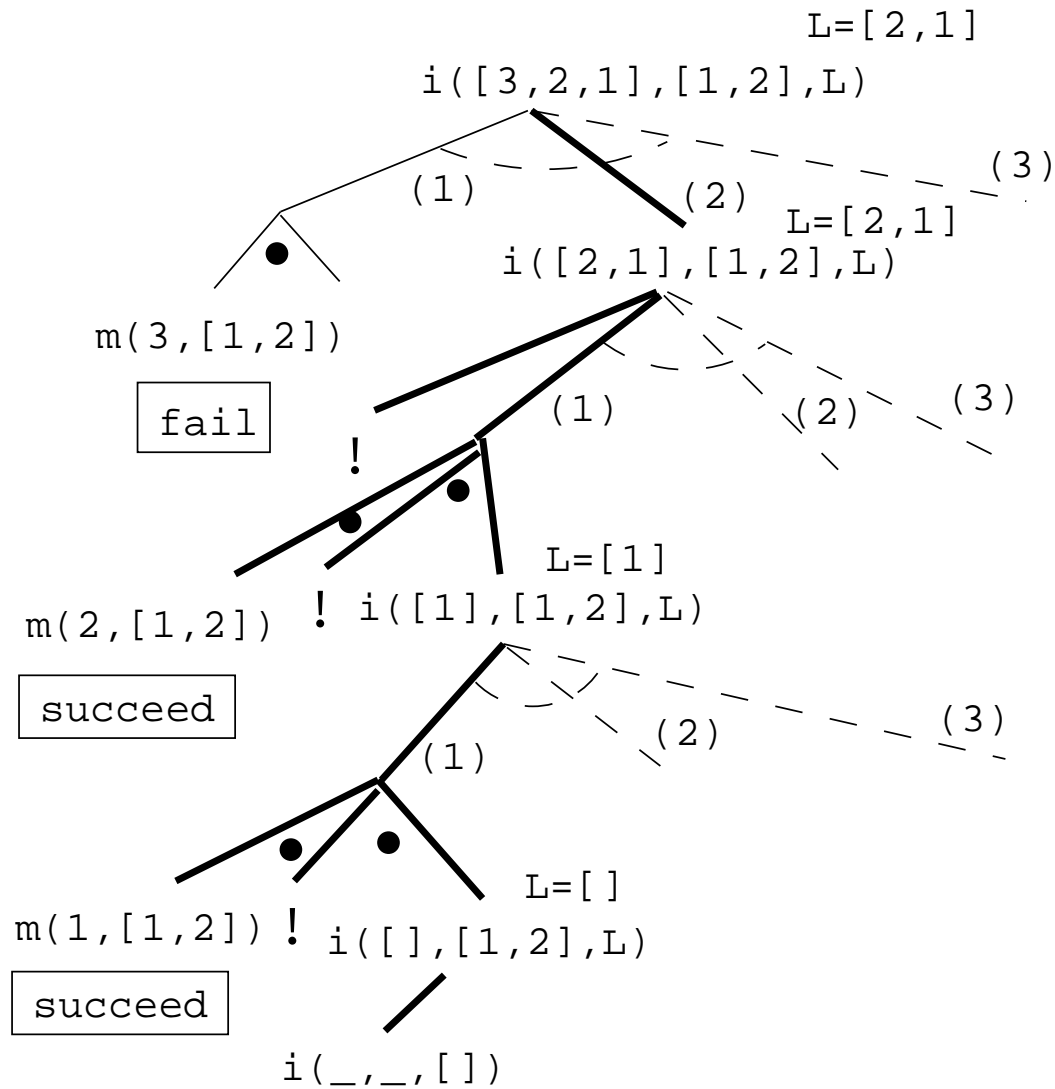 L=[2,1]
i([3,2,1],[1,2],L)
(1)
(2)
(3)
L=[2,1]
i([2,1],[1,2],L)
m(3,[1,2])
fail
!
(1)
(2)
(3)
L=[1]
m(2,[1,2])
!
i([1],[1,2],L)
succeed
(1)
(2)
(3)
L=[]
m(1,[1,2])
!
i([],[1,2],L)
succeed
i(_,_,[])